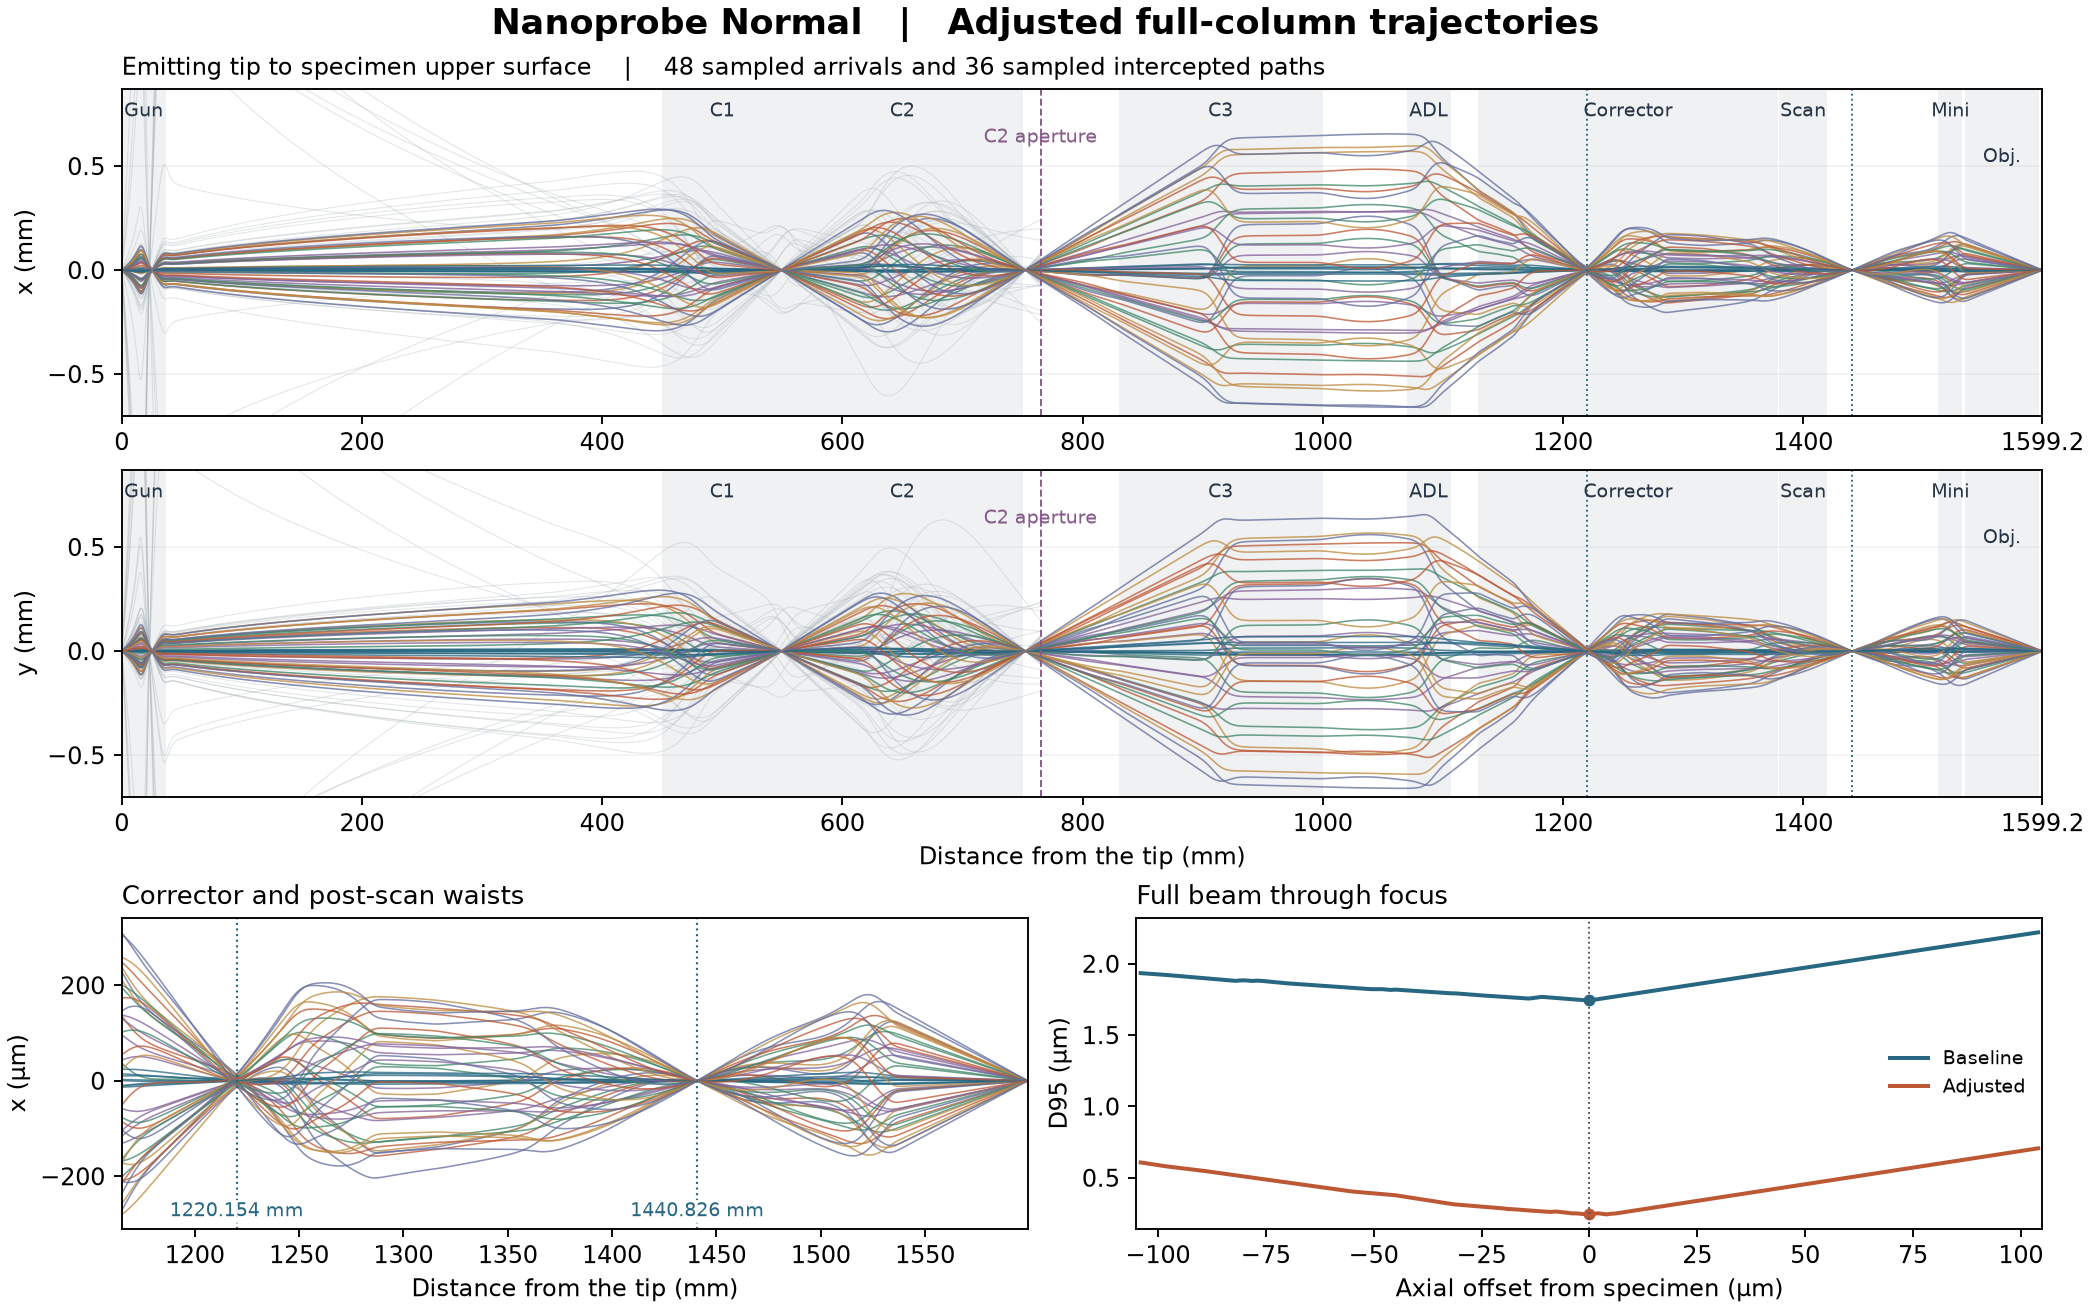 Nanoprobe Normal | Adjusted full-column trajectories
Emitting tip to specimen upper surface | 48 sampled arrivals and 36 sampled intercepted paths
Gun C1 C2 C3 ADL Corrector Scan Mini
C2 aperture
Obj.
0.5
0.0
−0.5
x (mm)
0 200 400 600 800 1000 1200 1400 1599.2
Gun C1 C2 C3 ADL Corrector Scan Mini
C2 aperture
Obj.
0.5
0.0
−0.5
y (mm)
0 200 400 600 800 1000 1200 1400 1599.2
Distance from the tip (mm)
Corrector and post-scan waists
200
0
−200
x (μm)
1220.154 mm 1440.826 mm
1200 1250 1300 1350 1400 1450 1500 1550
Distance from the tip (mm)
Full beam through focus
2.0
1.5
1.0
0.5
D95 (μm)
Baseline
Adjusted
−100 −75 −50 −25 0 25 50 75 100
Axial offset from specimen (μm)